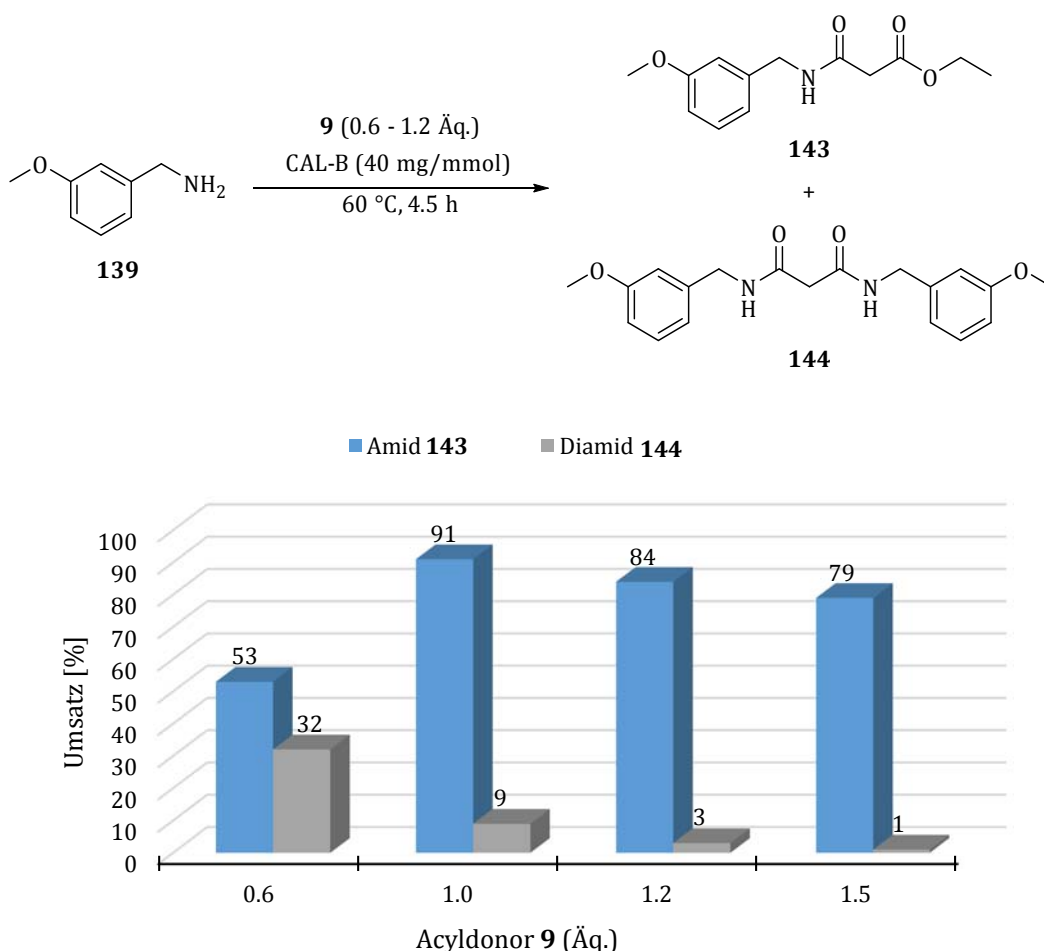 O
N
H
O
O
O
143
9 (0.6 - 1.2 Äq.)
CAL-B (40 mg/mmol)
60 °C, 4.5 h
O
NH2
139
+
O
N
H
O
O
N
H
O
144
Amid 143 Diamid 144
Umsatz [%]
100
90
80
70
60
50
40
30
20
10
0
53
32
91
9
84
3
79
1
0.6 1.0 1.2 1.5
Acyldonor 9 (Äq.)